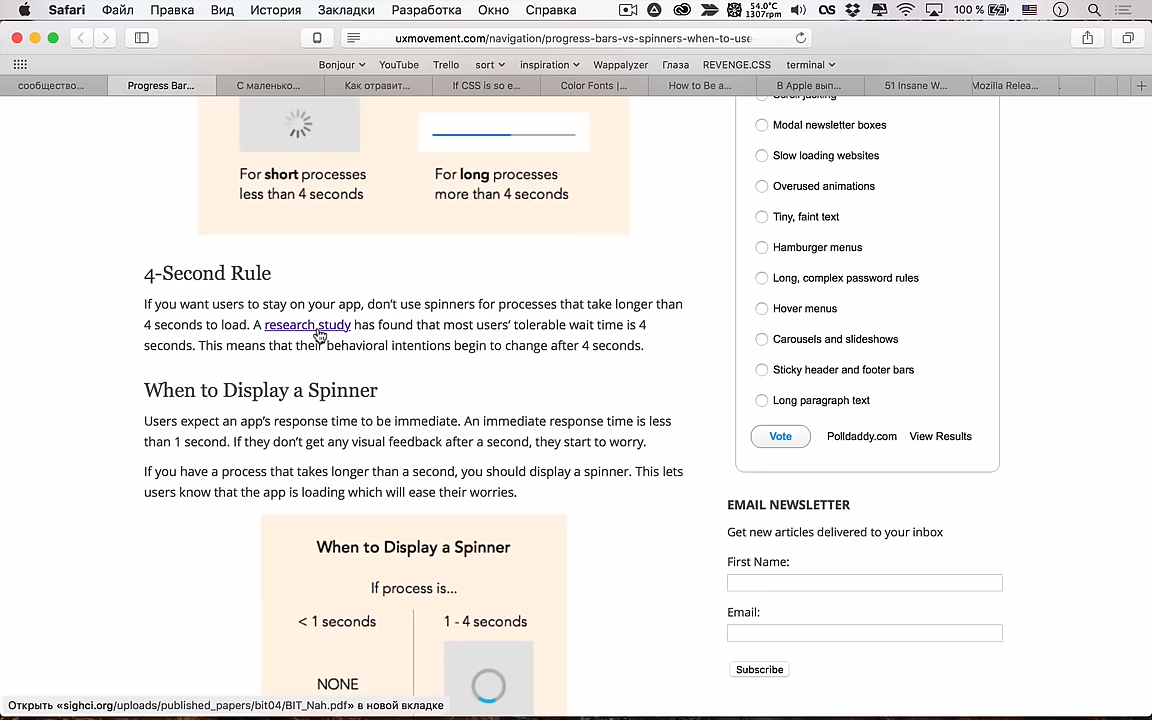 Safari Файл Правка Вид История Закладки Разработка Окно Справка 54.0°C 1307rpm 100 %
uxmovement.com/navigation/progress-bars-vs-spinners-when-to-use
Bonjour YouTube Trello sort inspiration Wappalyzer Глаза REVENGE.CSS terminal
сообщество... Progress Bar... С маленько... Как отравит... If CSS is so e... Color Fonts |... How to Be a... В Apple вып... 51 Insane W... Mozilla Relea...
For short processes
less than 4 seconds
For long processes
more than 4 seconds
4-Second Rule
If you want users to stay on your app, don't use spinners for processes that take longer than
4 seconds to load. A research study has found that most users' tolerable wait time is 4
seconds. This means that their behavioral intentions begin to change after 4 seconds.
When to Display a Spinner
Users expect an app's response time to be immediate. An immediate response time is less
than 1 second. If they don't get any visual feedback after a second, they start to worry.
If you have a process that takes longer than a second, you should display a spinner. This lets
users know that the app is loading which will ease their worries.
When to Display a Spinner
If process is...
< 1 seconds
1 - 4 seconds
NONE
Scroll jacking
Modal newsletter boxes
Slow loading websites
Overused animations
Tiny, faint text
Hamburger menus
Long, complex password rules
Hover menus
Carousels and slideshows
Sticky header and footer bars
Long paragraph text
Vote Polldaddy.com View Results
EMAIL NEWSLETTER
Get new articles delivered to your inbox
First Name:
Email:
Subscribe
Открыть «sighci.org/uploads/published_papers/bit04/BIT_Nah.pdf» в новой вкладке